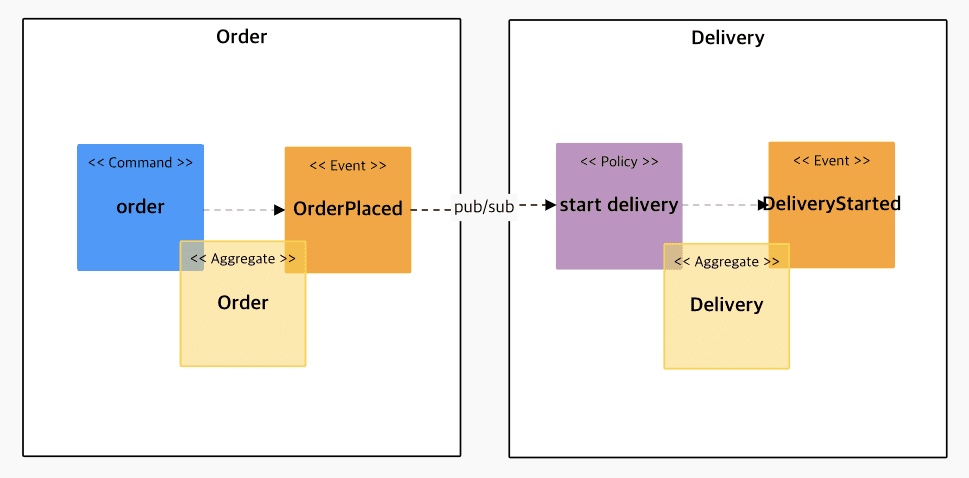 Order
<< Command >>
order
<< Event >>
OrderPlaced
<< Aggregate >>
Order
pub/sub
Delivery
<< Policy >>
start delivery
<< Event >>
DeliveryStarted
<< Aggregate >>
Delivery